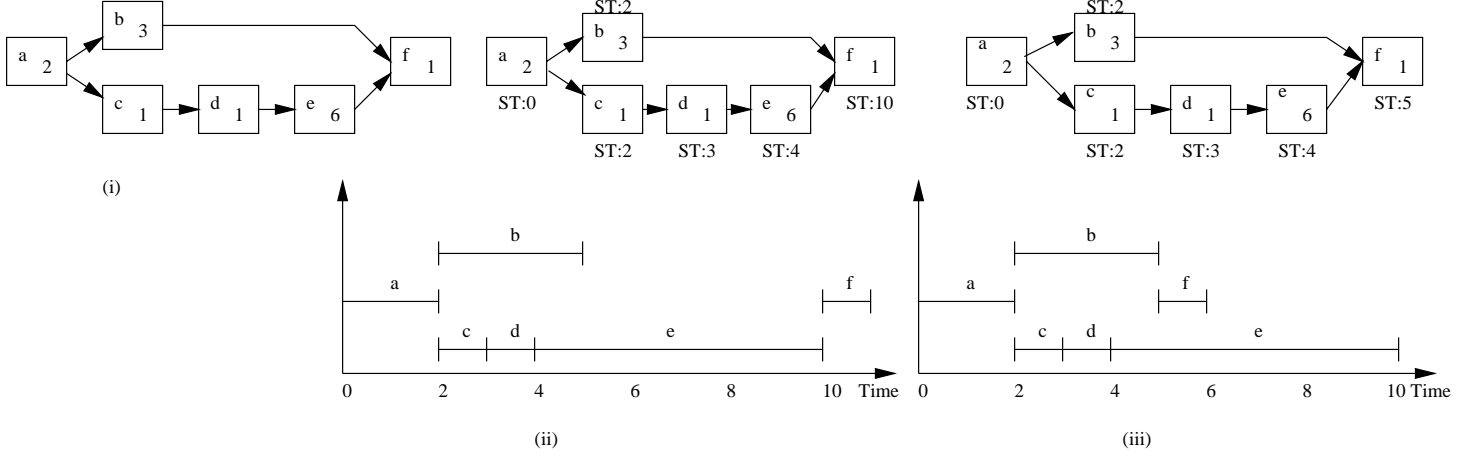 b 3
a 2
f 1
c 1
d 1
e 6
(i)
ST:2
b 3
a 2
ST:0
f 1
ST:10
c 1
ST:2
d 1
ST:3
e 6
ST:4
b
a
f
c d e
0 2 4 6 8 10 Time
(ii)
ST:2
b 3
a 2
ST:0
f 1
ST:5
c 1
ST:2
d 1
ST:3
e 6
ST:4
b
a
f
c d e
0 2 4 6 8 10 Time
(iii)